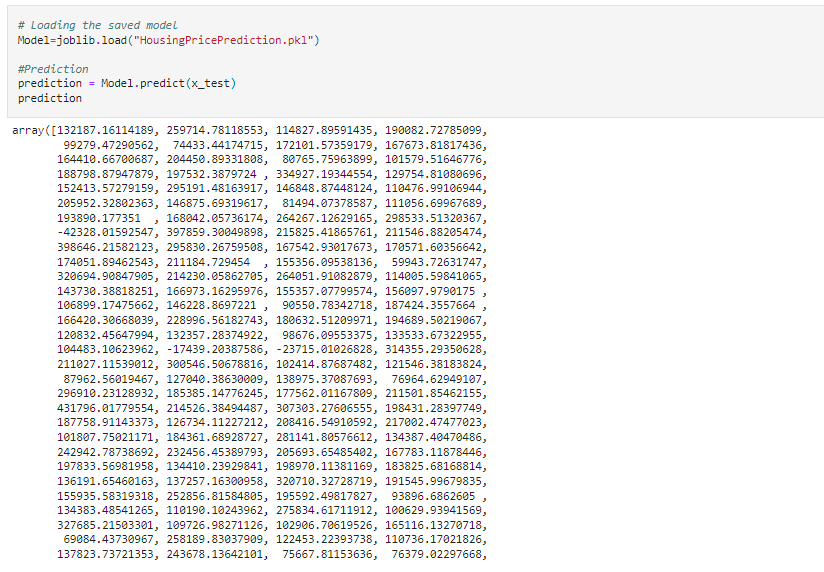 # Loading the saved model
Model=joblib.load("HousingPricePrediction.pkl")
#Prediction
prediction = Model.predict(x_test)
prediction
array([132187.16114189, 259714.78118553, 114827.89591435, 190082.72785099,
99279.47290562, 74433.44174715, 172101.57359179, 167673.81817436,
164410.66700687, 204450.89331808, 80765.75963899, 101579.51646776,
188798.87947879, 197532.3879724 , 334927.19344554, 129754.81080696,
152413.57279159, 295191.48163917, 146848.87448124, 110476.99106944,
205952.32802363, 146875.69319617, 81494.07378587, 111056.69967689,
193890.177351 , 168042.05736174, 264267.12629165, 298533.51320367,
-42328.01592547, 397859.30049898, 215825.41865761, 211546.88205474,
398646.21582123, 295830.26759508, 167542.93017673, 170571.60356642,
174051.89462543, 211184.729454 , 155356.09538136, 59943.72631747,
320694.90847905, 214230.05862705, 264051.91082879, 114005.59841065,
143730.38818251, 166973.16295976, 155357.07799574, 156097.9790175 ,
106899.17475662, 146228.8697221 , 90550.78342718, 187424.3557664 ,
166420.30668039, 228996.56182743, 180632.51209971, 194689.50219067,
120832.45647994, 132357.28374922, 98676.09553375, 133533.67322955,
104483.10623962, -17439.20387586, -23715.01026828, 314355.29350628,
211027.11539012, 300546.50678816, 102414.87687482, 121546.38183824,
87962.56019467, 127040.38630009, 138975.37087693, 76964.62949107,
296910.23128932, 185385.14776245, 177562.01167809, 211501.85462155,
431796.01779554, 214526.38494487, 307303.27606555, 198431.28397749,
187758.91143373, 126734.11227212, 208416.54910592, 217002.47477023,
101807.75021171, 184361.68928727, 281141.80576612, 134387.40470486,
242942.78738692, 232456.45389793, 205693.65485402, 167783.11878446,
197833.56981958, 134410.23929841, 198970.11381169, 183825.68168814,
136191.65460163, 137257.16300958, 320710.32728719, 191545.99679835,
155935.58319318, 252856.81584805, 195592.49817827, 93896.6862605 ,
134383.48541265, 110190.10243962, 275834.61711912, 100629.93941569,
327685.21503301, 109726.98271126, 102906.70619526, 165116.13270718,
69084.43730967, 258189.83037909, 122453.22393738, 110736.17021826,
137823.73721353, 243678.13642101, 75667.81153636, 76379.02297668,